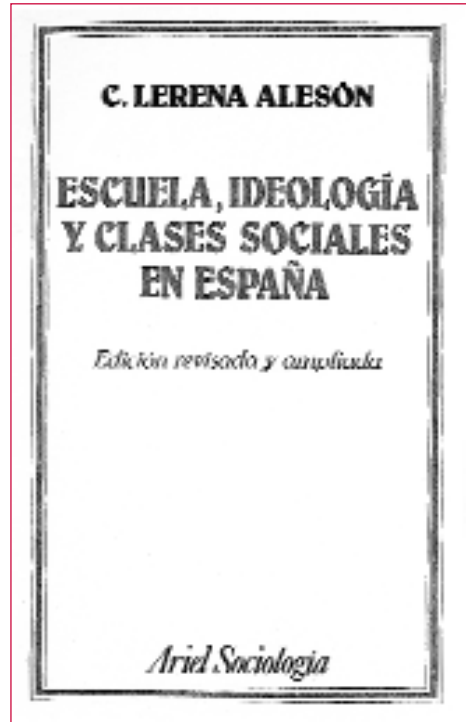 C. LERENA ALESÓN
ESCUELA, IDEOLOGÍA
Y CLASES SOCIALES
EN ESPAÑA
Edición revisada y ampliada
Ariel Sociología